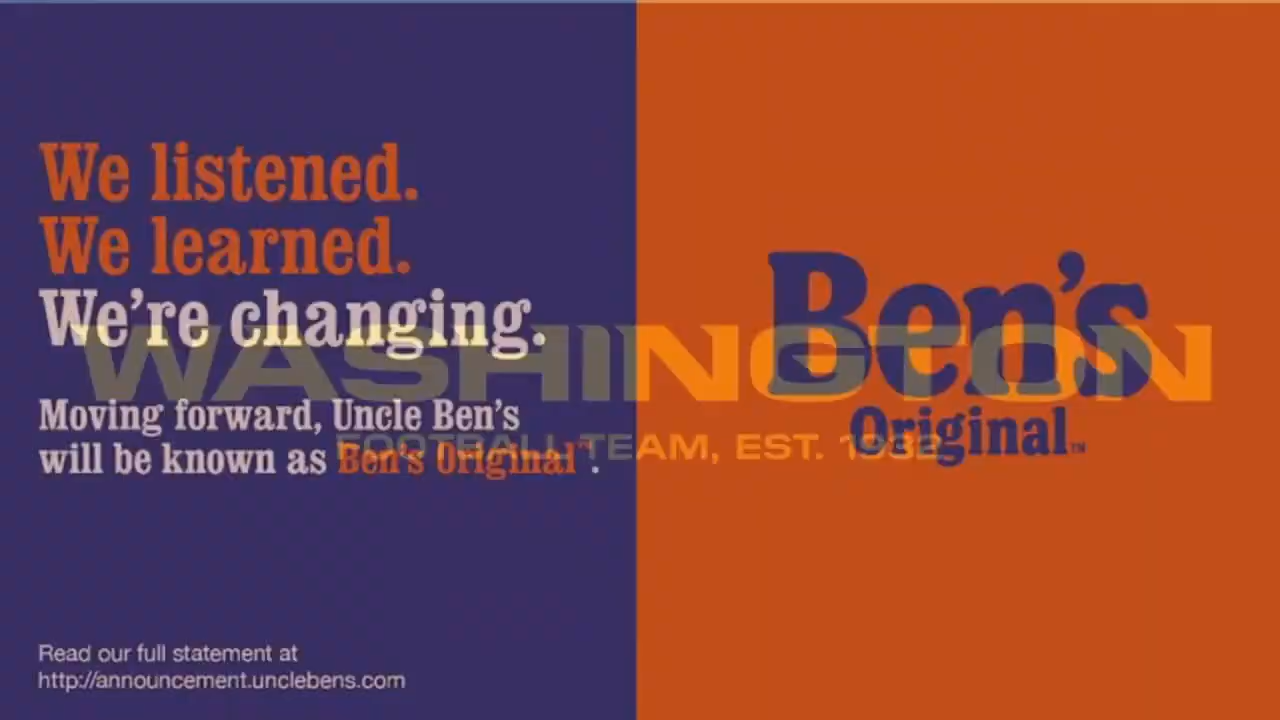 We listened.
We learned.
We're changing.
Moving forward, Uncle Ben's
will be known as Ben's Original™.
Read our full statement at
http://announcement.unclebens.com
Ben's
Original™
WASHINGTON
FOOTBALL TEAM, EST. 1932